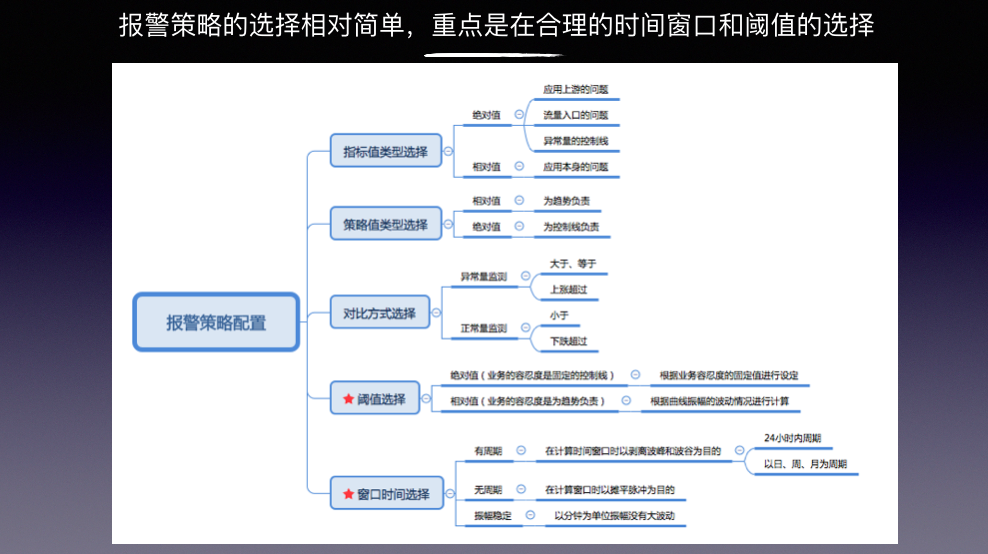 报警策略的选择相对简单，重点是在合理的时间窗口和阈值的选择
报警策略配置
指标值类型选择
绝对值
应用上游的问题
流量入口的问题
异常量的控制线
相对值
应用本身的问题
策略值类型选择
相对值
为趋势负责
绝对值
为控制线负责
对比方式选择
异常量监测
大于、等于
上涨超过
正常量监测
小于
下跌超过
阈值选择
绝对值（业务的容忍度是固定的控制线）
根据业务容忍度的固定值进行设定
相对值（业务的容忍度是为趋势负责）
根据曲线振幅的波动情况进行计算
窗口时间选择
有周期
在计算时间窗口时以剥离波峰和波谷为目的
24小时内周期
以日、周、月为周期
无周期
在计算窗口时以摊平脉冲为目的
振幅稳定
以分钟为单位振幅没有大波动